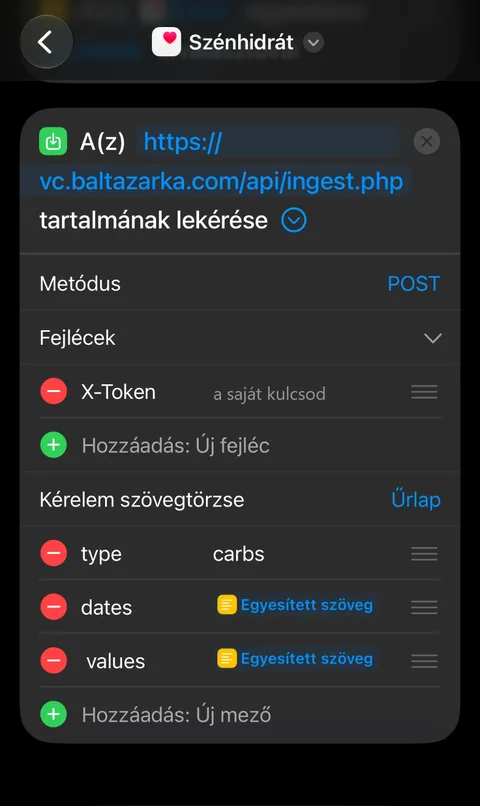 Szénhidrát
A(z) https://
vc.baltazarka.com/api/ingest.php
tartalmának lekérése
Metódus POST
Fejlécek
X-Token a saját kulcsod
Hozzáadás: Új fejléc
Kérelem szövegtörzse Űrlap
type carbs
dates Egyesített szöveg
values Egyesített szöveg
Hozzáadás: Új mező